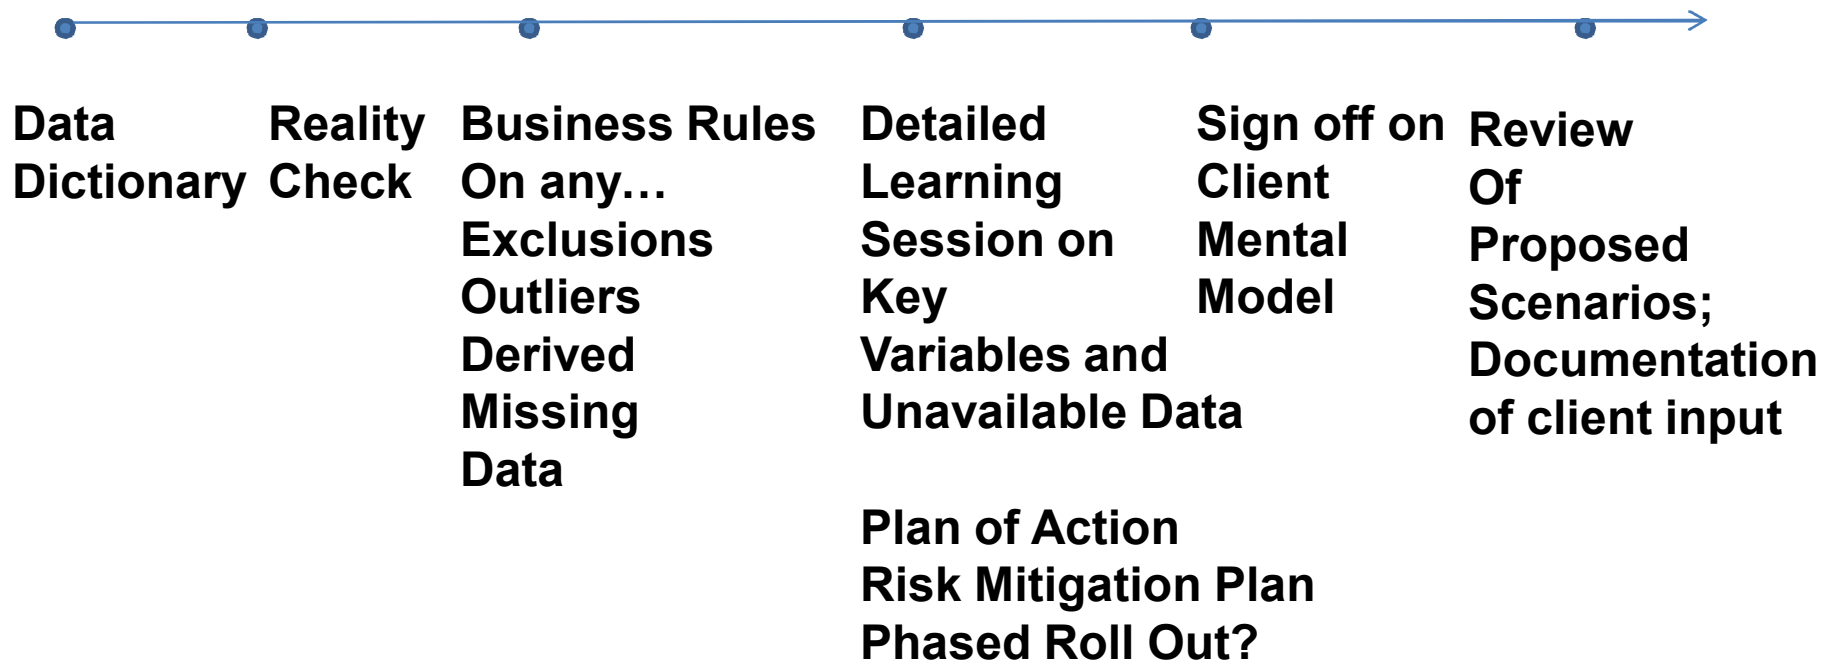 Data
Dictionary
Reality
Check
Business Rules
On any…
Exclusions
Outliers
Derived
Missing
Data
Detailed
Learning
Session on
Key
Variables and
Unavailable Data
Plan of Action
Risk Mitigation Plan
Phased Roll Out?
Sign off on
Client
Mental
Model
Review
Of
Proposed
Scenarios;
Documentation
of client input